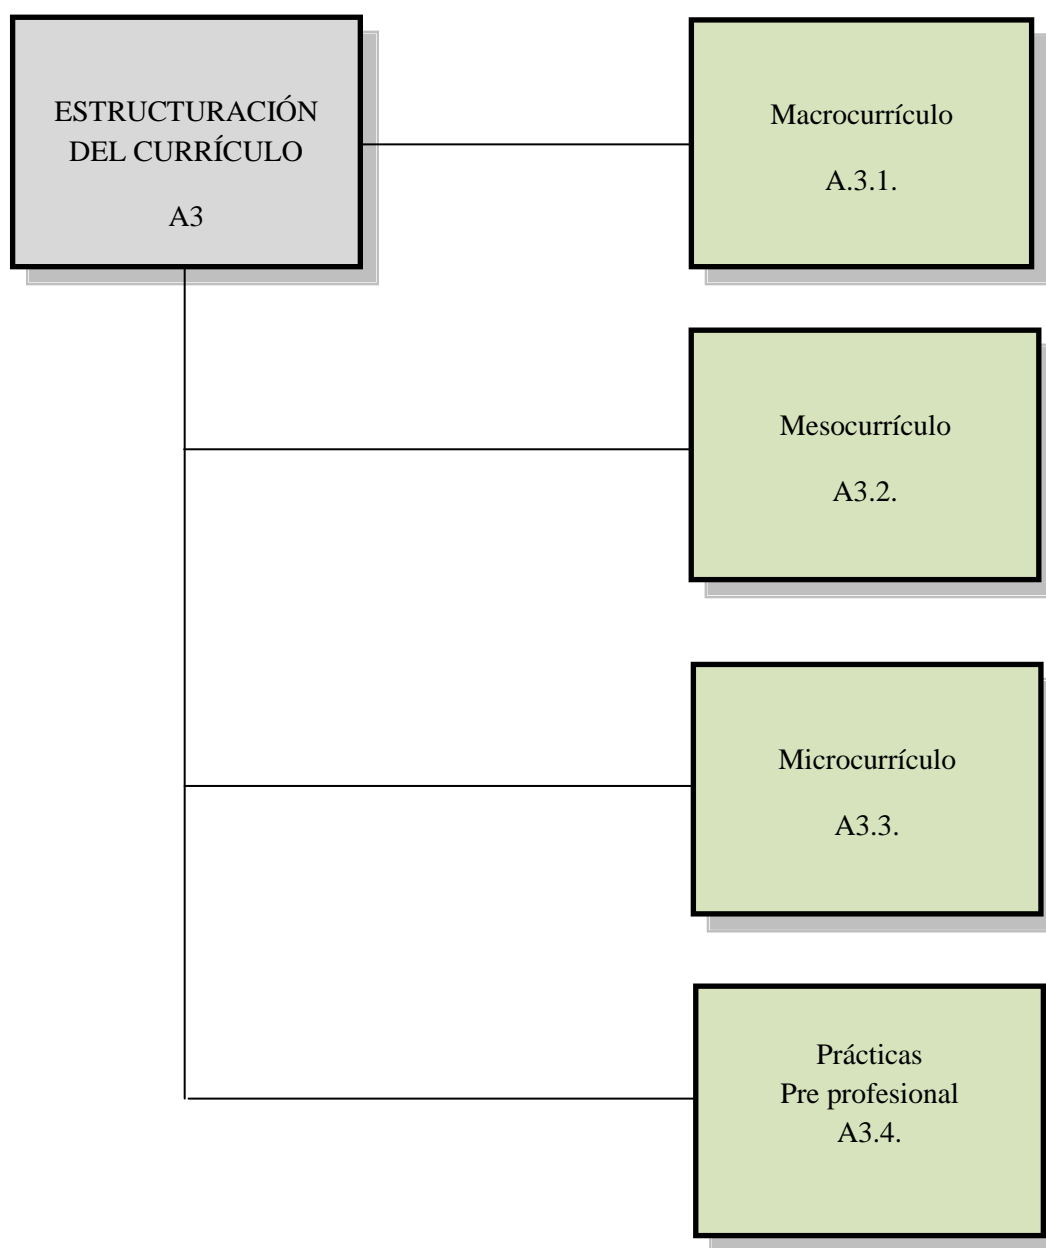 ESTRUCTURACIÓN
DEL CURRÍCULO
A3
Macrocurrículo
A.3.1.
Mesocurrículo
A3.2.
Microcurrículo
A3.3.
Prácticas
Pre profesional
A3.4.